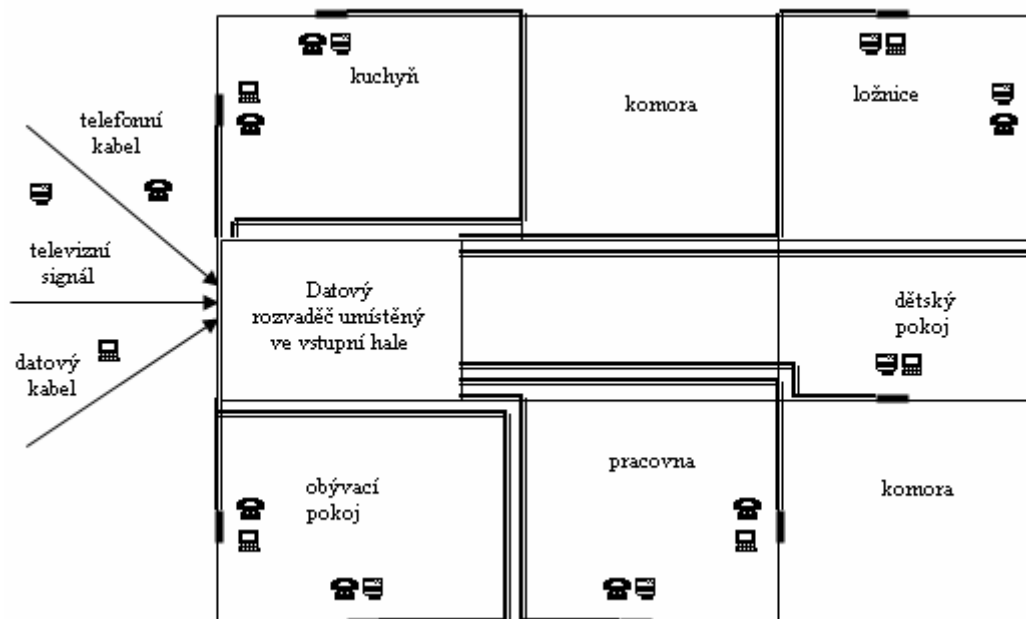 kuchyň
komora
ložnice
telefonní
kabel
televizní
signál
datový
kabel
Datový
rozvaděč umístěný
ve vstupní hale
dětský
pokoj
obývací
pokoj
pracovna
komora